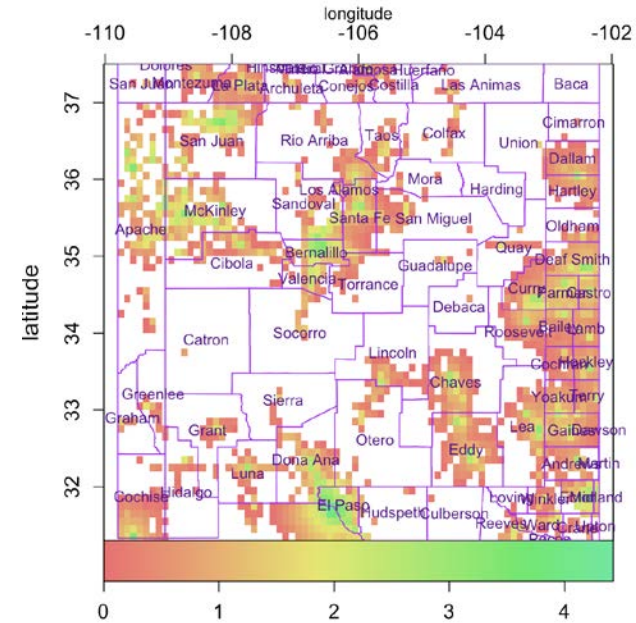 longitude
-110 -108 -106 -104 -102
Dolores Alamosa Huerfano
San Juan Montezuma La Plata Archuleta Conejos Costilla Las Animas Baca
37
Cimarron
San Juan Rio Arriba Taos Colfax Union
Dallam
36
Mora
Los Alamos Harding Hartley
Sandoval
McKinley Santa Fe San Miguel
Apache Oldham
35
Bernalillo Quay
Cibola Guadalupe Deaf Smith
Valencia Torrance
Curry Parmer Castro
Debaca
34
Catron Socorro Roosevelt Bailey Lamb
Lincoln
Cochran Hockley
Chaves
Greenlee Yoakum Terry
Sierra
33
Graham
Grant Lea Gaines Dawson
Otero
Eddy
Dona Ana Andrews Martin
Luna
32
Cochise Hidalgo Loving Winkler Midland
El Paso Hudspeth Culberson
Reeves Ward Crane Upton
Pecos
latitude
0 1 2 3 4